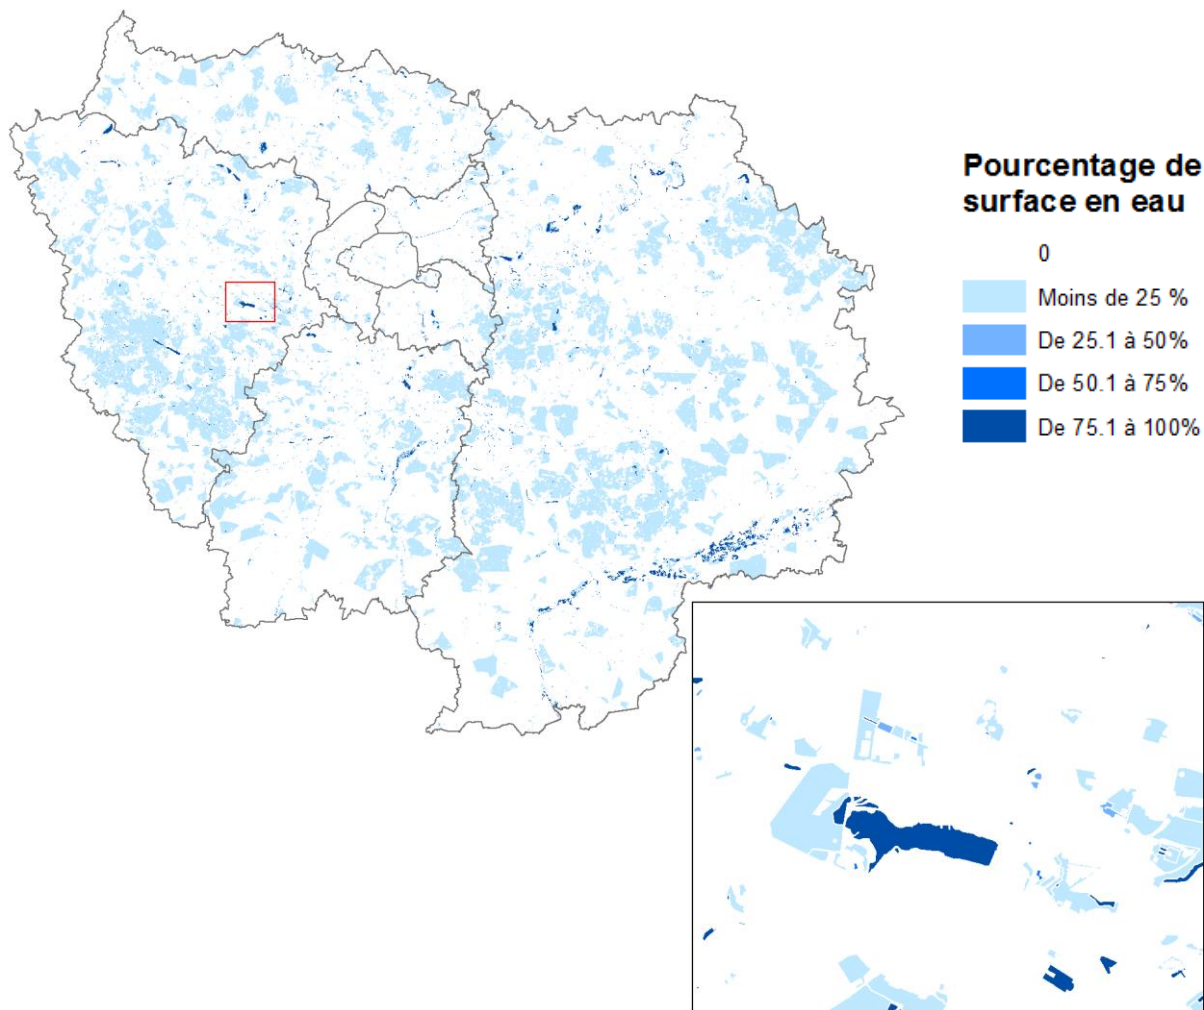 Pourcentage de
surface en eau
0
Moins de 25 %
De 25.1 à 50%
De 50.1 à 75%
De 75.1 à 100%